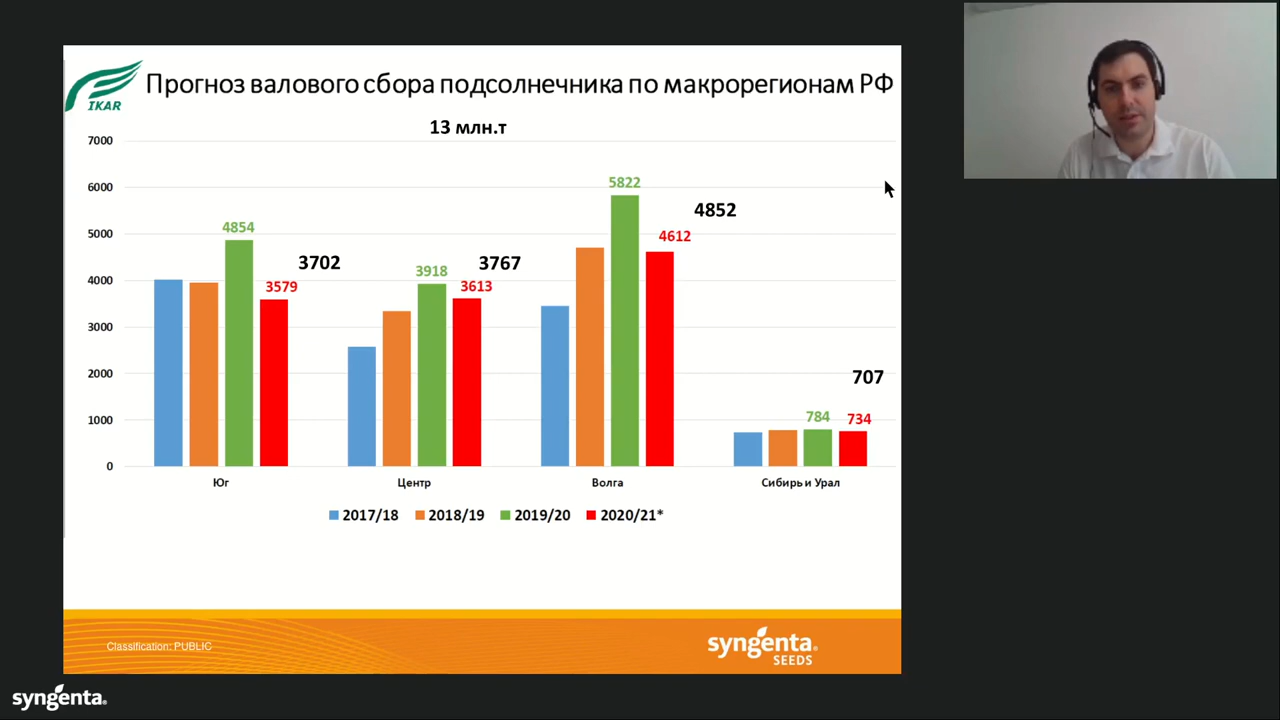 IKAR
Прогноз валового сбора подсолнечника по макрорегионам РФ
13 млн.т
7000
6000
5000
4000
3000
2000
1000
0
4854
3702
3579
3918
3767
3613
5822
4852
4612
707
784
734
Юг
Центр
Волга
Сибирь и Урал
2017/18
2018/19
2019/20
2020/21*
Classification: PUBLIC
syngenta
SEEDS
syngenta